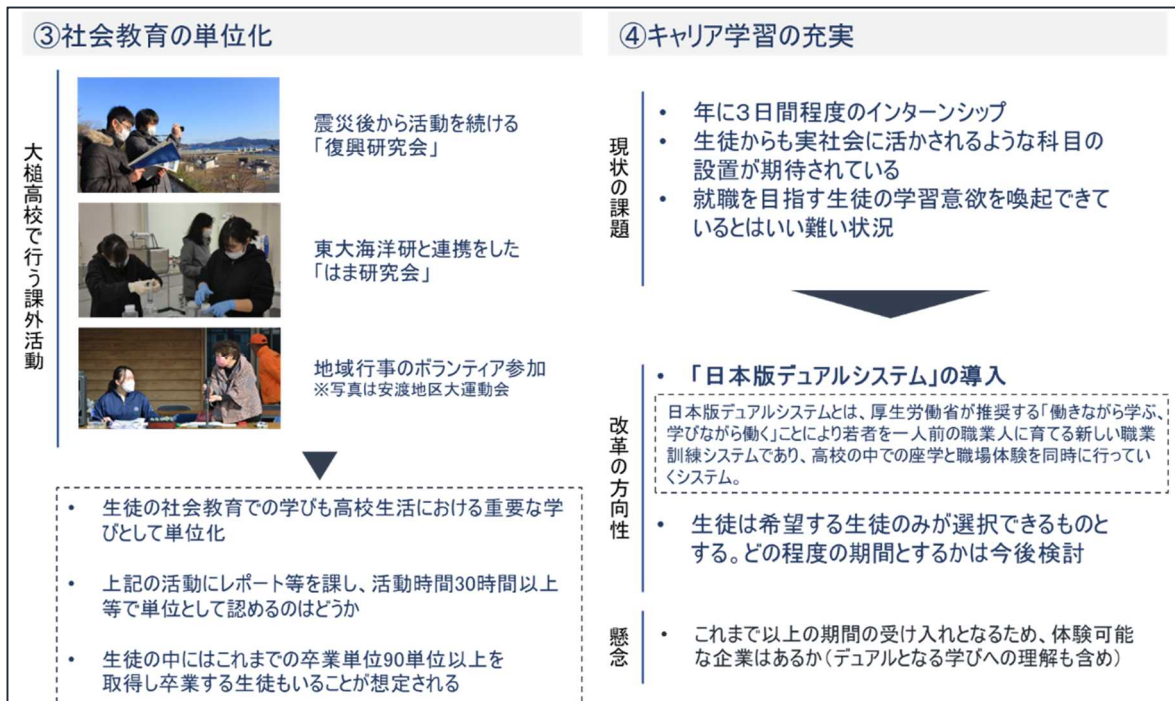 ③社会教育の単位化
大槌高校で行う課外活動
震災後から活動を続ける
「復興研究会」
東大海洋研と連携をした
「はま研究会」
地域行事のボランティア参加
※写真は安渡地区大運動会
• 生徒の社会教育での学びも高校生活における重要な学
びとして単位化
• 上記の活動にレポート等を課し、活動時間30時間以上
等で単位として認めるのはどうか
• 生徒の中にはこれまでの卒業単位90単位以上を
取得し卒業する生徒もいることが想定される
④キャリア学習の充実
現状の課題
• 年に3日間程度のインターンシップ
• 生徒からも実社会に活かされるような科目の
設置が期待されている
• 就職を目指す生徒の学習意欲を喚起できて
いるとはいい難い状況
改革の方向性
• 「日本版デュアルシステム」の導入
日本版デュアルシステムとは、厚生労働省が推奨する「働きながら学ぶ、
学びながら働く」ことにより若者を一人前の職業人に育てる新しい職業
訓練システムであり、高校の中での座学と職場体験を同時に行ってい
くシステム。
• 生徒は希望する生徒のみが選択できるものと
する。どの程度の期間とするかは今後検討
懸念
• これまで以上の期間の受け入れとなるため、体験可能
な企業はあるか(デュアルとなる学びへの理解も含め)